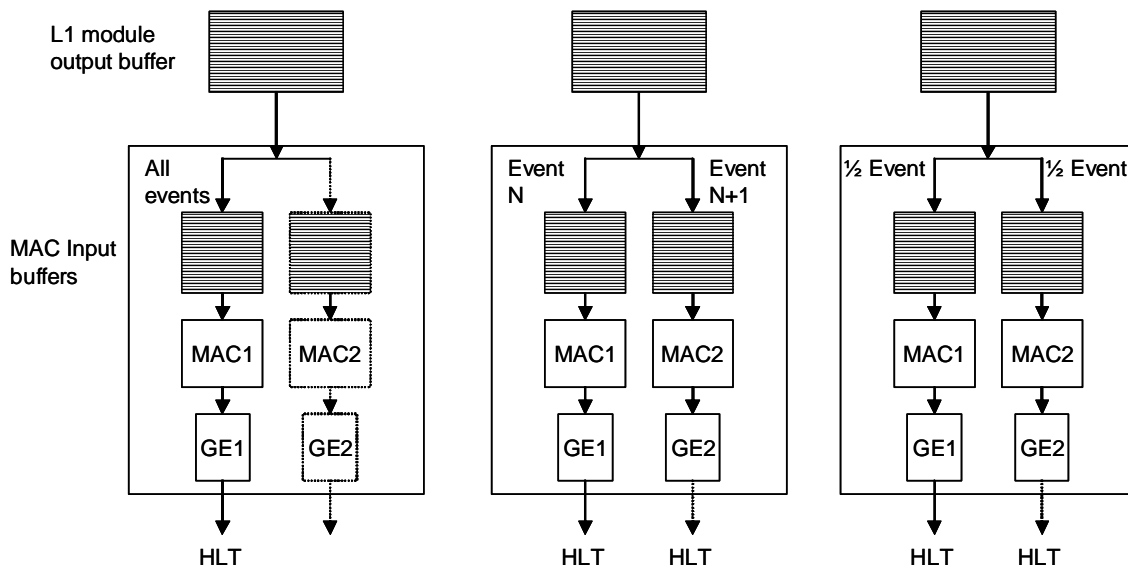 L1 module
output buffer
All
events
Event
N
Event
N+1
½ Event
½ Event
MAC Input
buffers
MAC1
MAC2
MAC1
MAC2
MAC1
MAC2
GE1
GE2
GE1
GE2
GE1
GE2
HLT
HLT
HLT
HLT
HLT